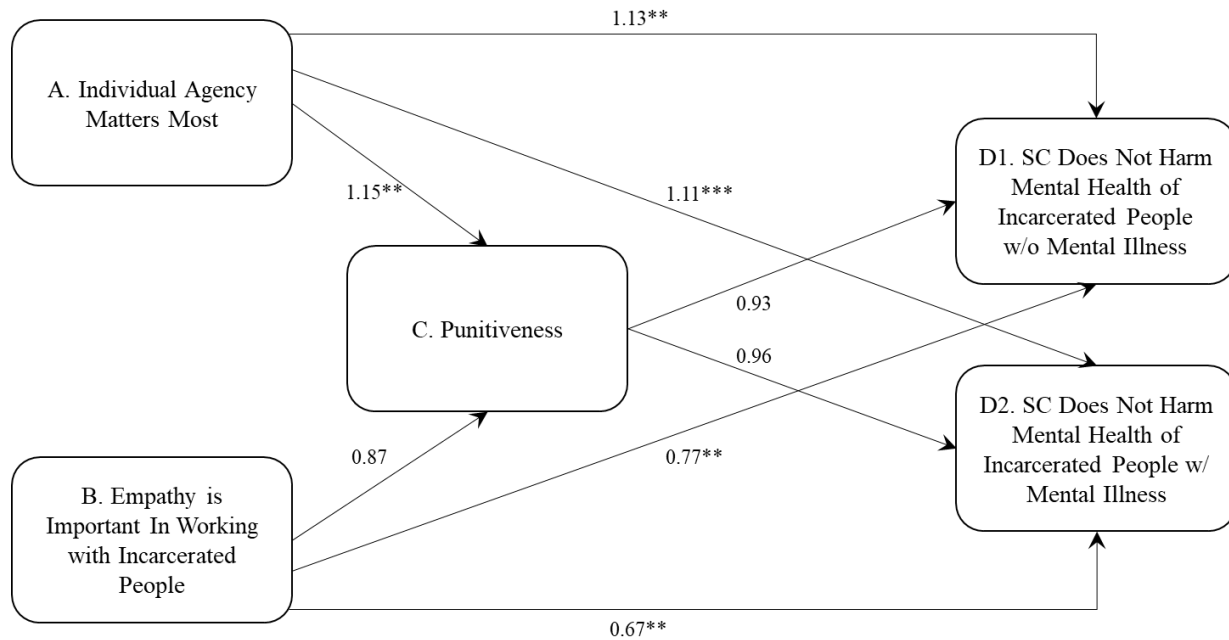 1.13**
A. Individual Agency
Matters Most
D1. SC Does Not Harm
Mental Health of
Incarcerated People
w/o Mental Illness
1.15**
1.11***
C. Punitiveness
0.93
0.96
D2. SC Does Not Harm
Mental Health of
Incarcerated People w/
Mental Illness
0.87
0.77**
B. Empathy is
Important In Working
with Incarcerated
People
0.67**